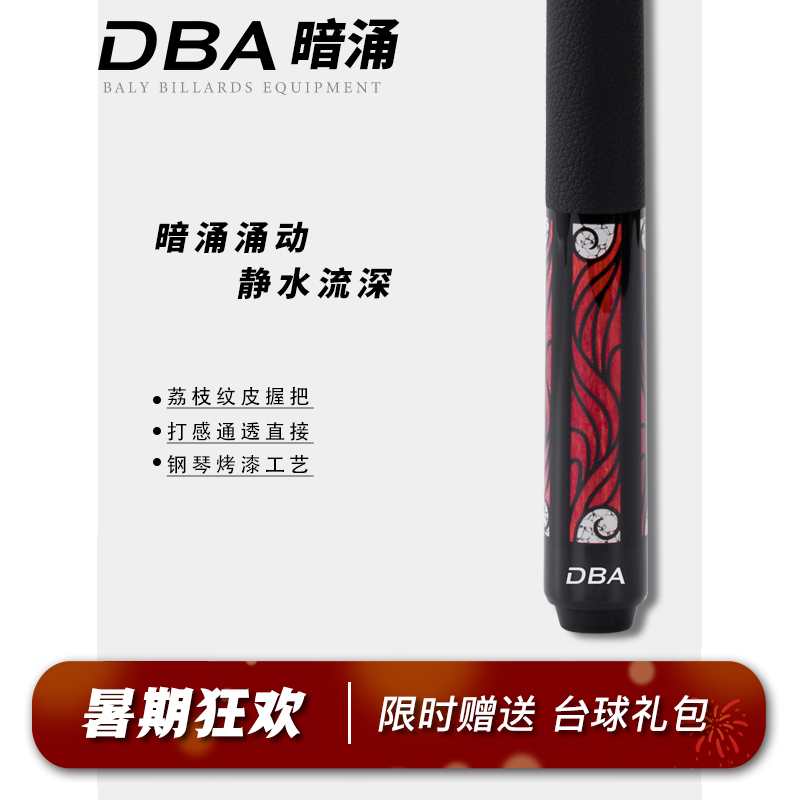 DBA 暗涌
BALY BILLARDS EQUIPMENT
暗涌涌动
静水流深
荔枝纹皮握把
打感通透直接
钢琴烤漆工艺
DBA
暑期狂欢 限时赠送 台球礼包